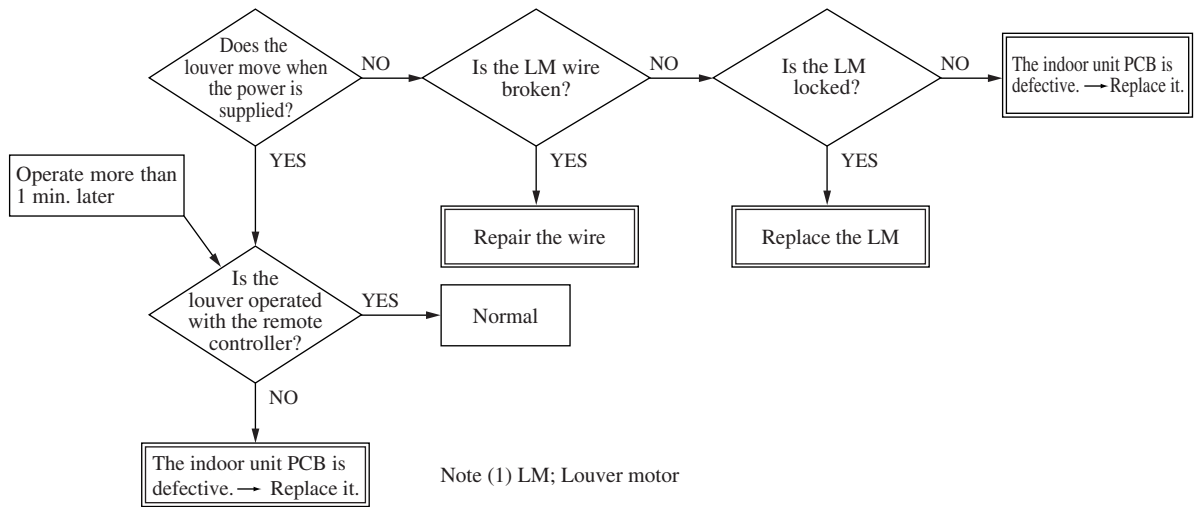 Does the
louver move when
the power is
supplied?
NO
Is the LM wire
broken?
NO
Is the LM
locked?
NO
The indoor unit PCB is
defective. → Replace it.
YES
YES
YES
Operate more than
1 min. later
Repair the wire
Replace the LM
Is the
louver operated
with the remote
controller?
YES
Normal
NO
The indoor unit PCB is
defective. → Replace it.
Note (1) LM; Louver motor